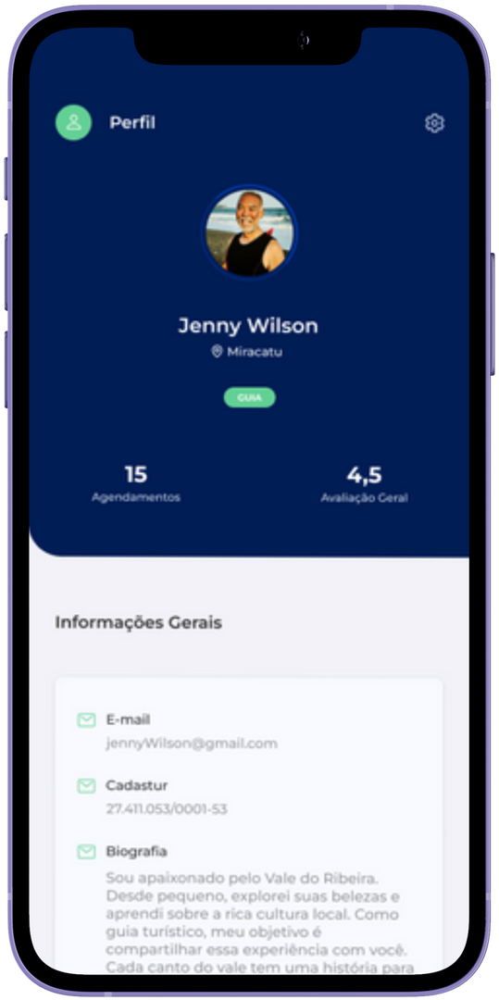 Perfil
Jenny Wilson
Miracatu
GUIA
15
4,5
Agendamentos
Avaliação Geral
Informações Gerais
E-mail
jennyWilson@gmail.com
Cadastur
27.411.053/0001-53
Biografia
Sou apaixonado pelo Vale do Ribeira.
Desde pequeno, explorei suas belezas e
aprendi sobre a rica cultura local. Como
guia turístico, meu objetivo é
compartilhar essa experiência com você.
Cada canto do vale tem uma história para